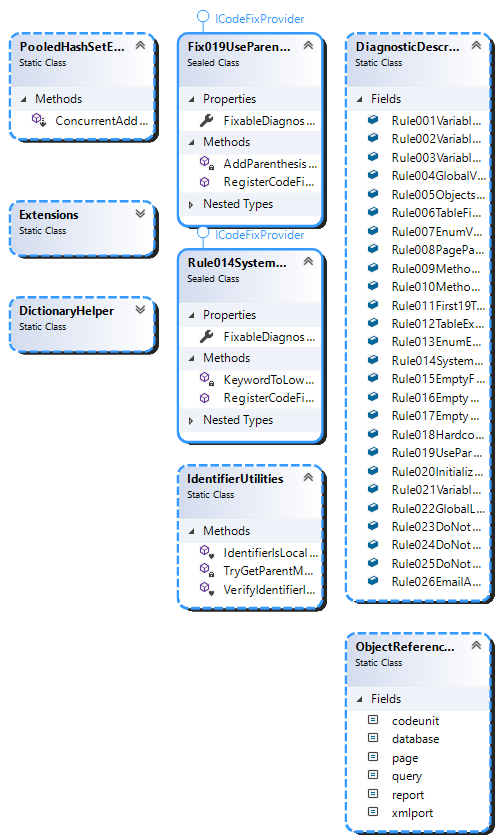 PooledHashSetE...
Static Class
Methods
ConcurrentAdd...
Extensions
Static Class
DictionaryHelper
Static Class
ICodeFixProvider
Fix019UseParen...
Sealed Class
Properties
FixableDiagnos...
Methods
AddParenthesis...
RegisterCodeFi...
Nested Types
ICodeFixProvider
Rule014System...
Sealed Class
Properties
FixableDiagnos...
Methods
KeywordToLow...
RegisterCodeFi...
Nested Types
IdentifierUtilities
Static Class
Methods
IdentifierIsLocal...
TryGetParentM...
VerifyIdentifierI...
DiagnosticDescr...
Static Class
Fields
Rule001Variabl...
Rule002Variabl...
Rule003Variabl...
Rule004GlobalV...
Rule005Objects...
Rule006TableFi...
Rule007EnumV...
Rule008PagePa...
Rule009Metho...
Rule010Metho...
Rule011First19T...
Rule012TableEx...
Rule013EnumE...
Rule014System...
Rule015EmptyF...
Rule016Empty...
Rule017Empty...
Rule018Hardco...
Rule019UsePar...
Rule020Initializ...
Rule021Variabl...
Rule022GlobalL...
Rule023DoNot...
Rule024DoNot...
Rule025DoNot...
Rule026EmailA...
ObjectReferenc...
Static Class
Fields
codeunit
database
page
query
report
xmlport